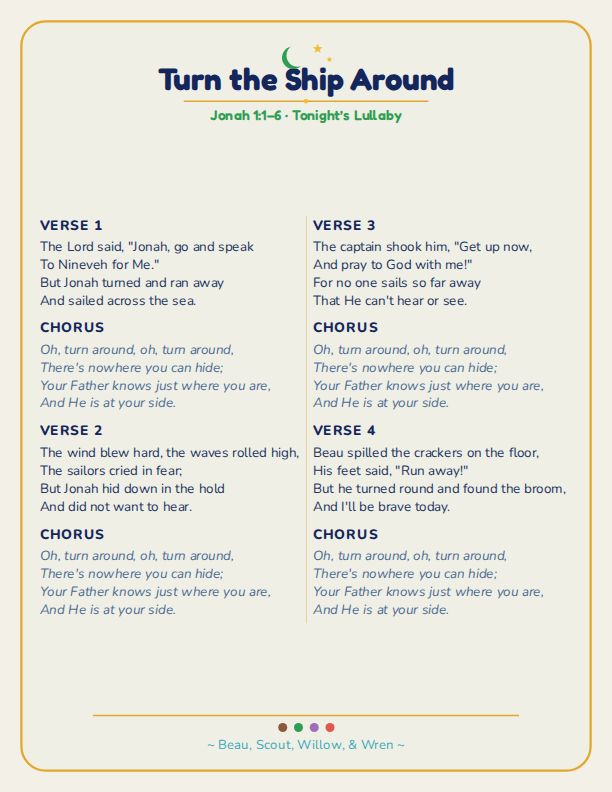 Turn the Ship Around
Jonah 1:1–6 · Tonight's Lullaby
VERSE 1
The Lord said, "Jonah, go and speak
To Nineveh for Me."
But Jonah turned and ran away
And sailed across the sea.
CHORUS
Oh, turn around, oh, turn around,
There's nowhere you can hide;
Your Father knows just where you are,
And He is at your side.
VERSE 2
The wind blew hard, the waves rolled high,
The sailors cried in fear;
But Jonah hid down in the hold
And did not want to hear.
CHORUS
Oh, turn around, oh, turn around,
There's nowhere you can hide;
Your Father knows just where you are,
And He is at your side.
VERSE 3
The captain shook him, "Get up now,
And pray to God with me!"
For no one sails so far away
That He can't hear or see.
CHORUS
Oh, turn around, oh, turn around,
There's nowhere you can hide;
Your Father knows just where you are,
And He is at your side.
VERSE 4
Beau spilled the crackers on the floor,
His feet said, "Run away!"
But he turned round and found the broom,
And I'll be brave today.
CHORUS
Oh, turn around, oh, turn around,
There's nowhere you can hide;
Your Father knows just where you are,
And He is at your side.
~ Beau, Scout, Willow, & Wren ~